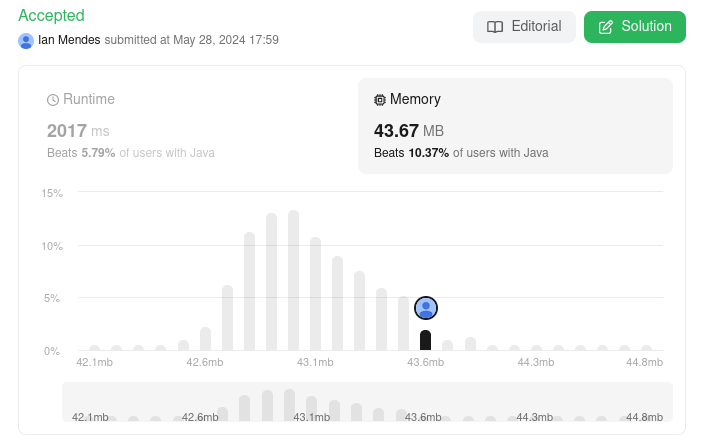 Accepted
Ian Mendes submitted at May 28, 2024 17:59
Editorial
Solution
Runtime
2017 ms
Beats 5.79% of users with Java
Memory
43.67 MB
Beats 10.37% of users with Java
15%
10%
5%
0%
42.1mb 42.6mb 43.1mb 43.6mb 44.3mb 44.8mb
42.1mb 42.6mb 43.1mb 43.6mb 44.3mb 44.8mb